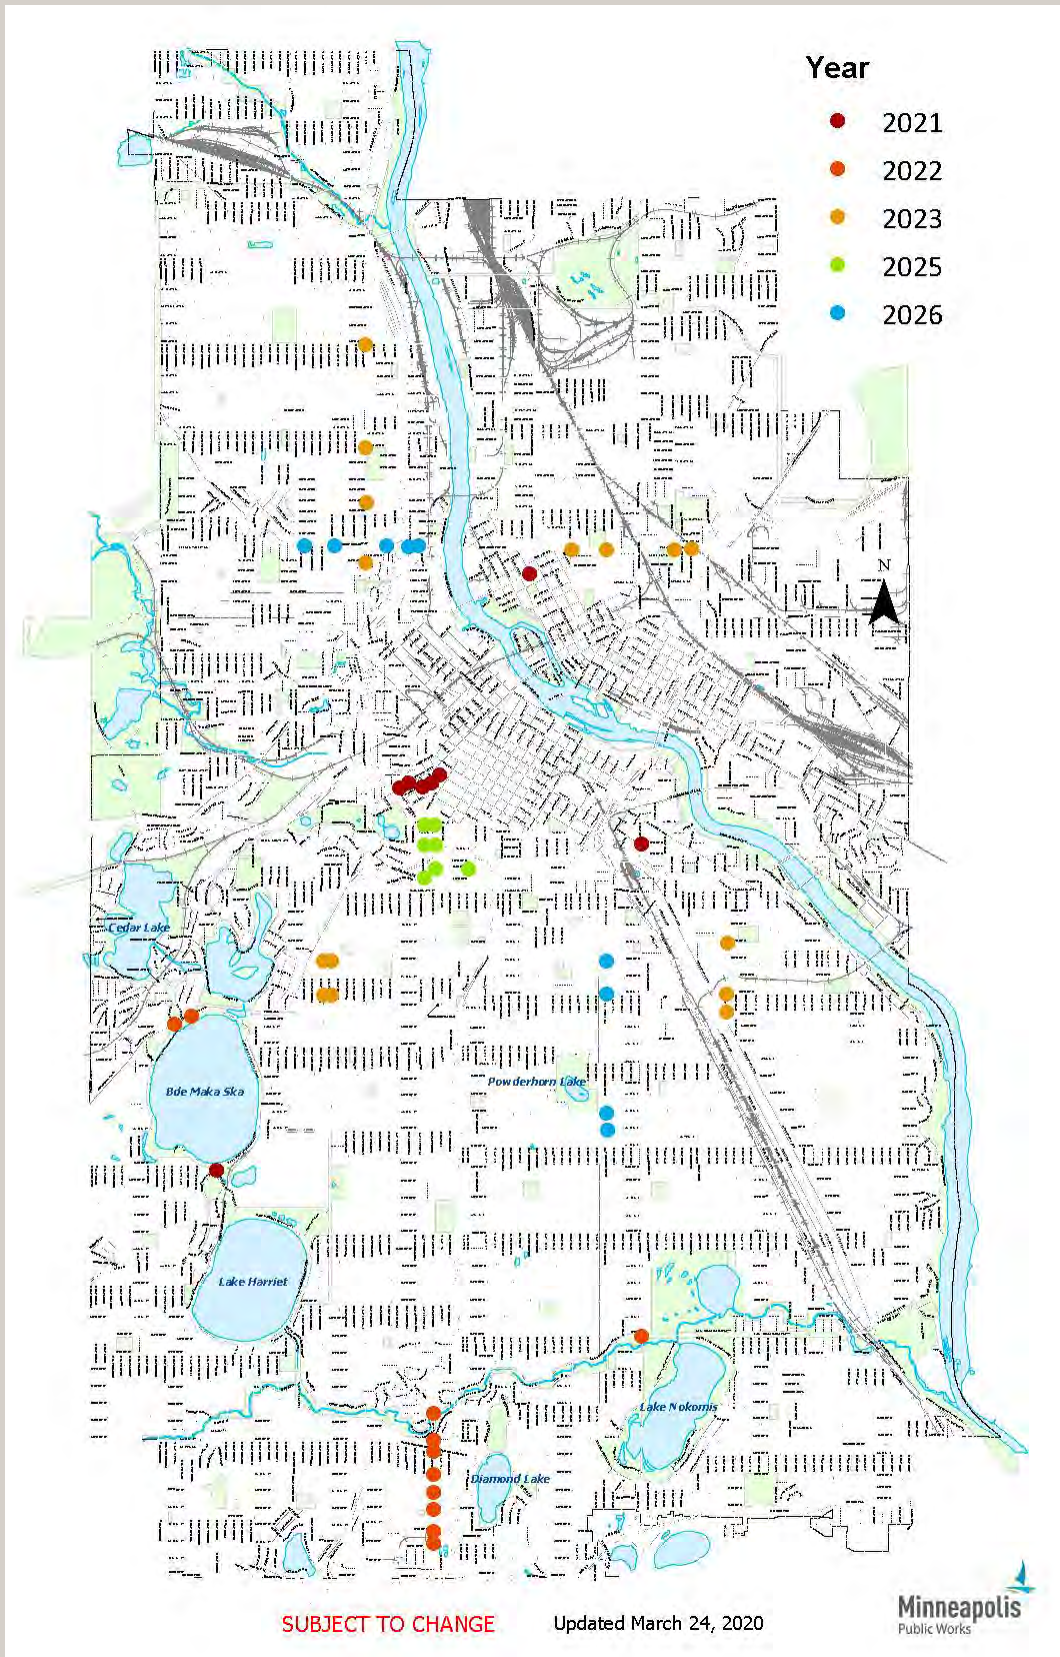 Year
2021
2022
2023
2025
2026
N
Cedar Lake
Bde Maka Ska
Powderhorn Lake
Lake Harriet
Lake Nokomis
Diamond Lake
SUBJECT TO CHANGE
Updated March 24, 2020
Minneapolis
Public Works